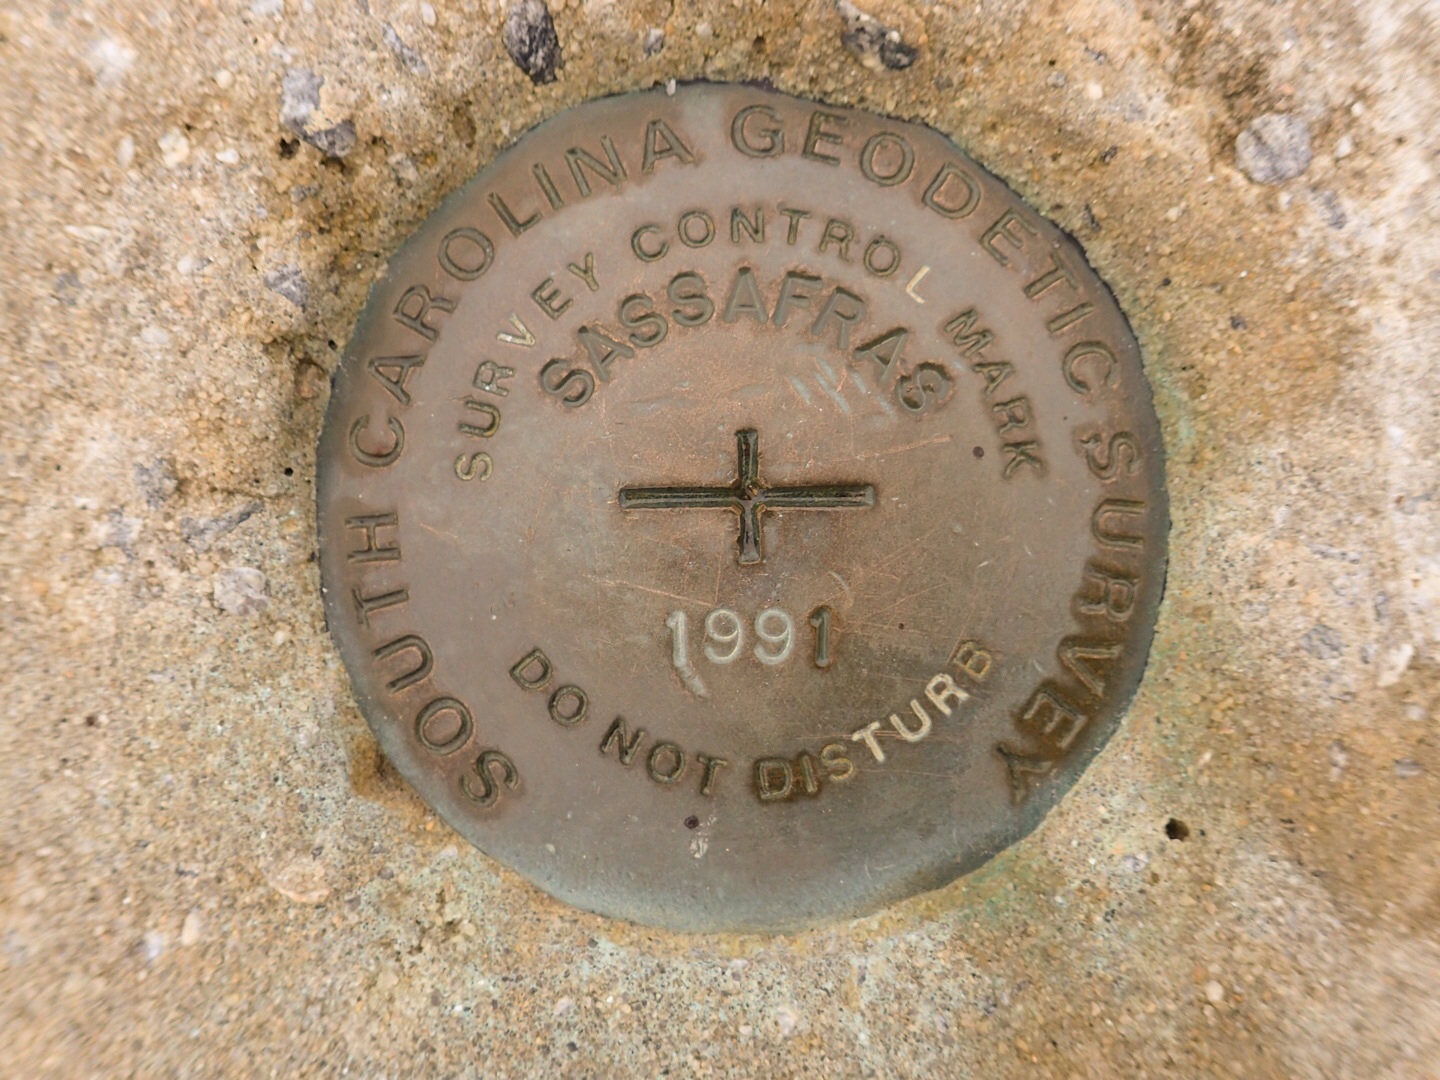 SOUTH CAROLINA GEODETIC SURVEY
SURVEY CONTROL MARK
SASSAFRAS
1991
DO NOT DISTURB